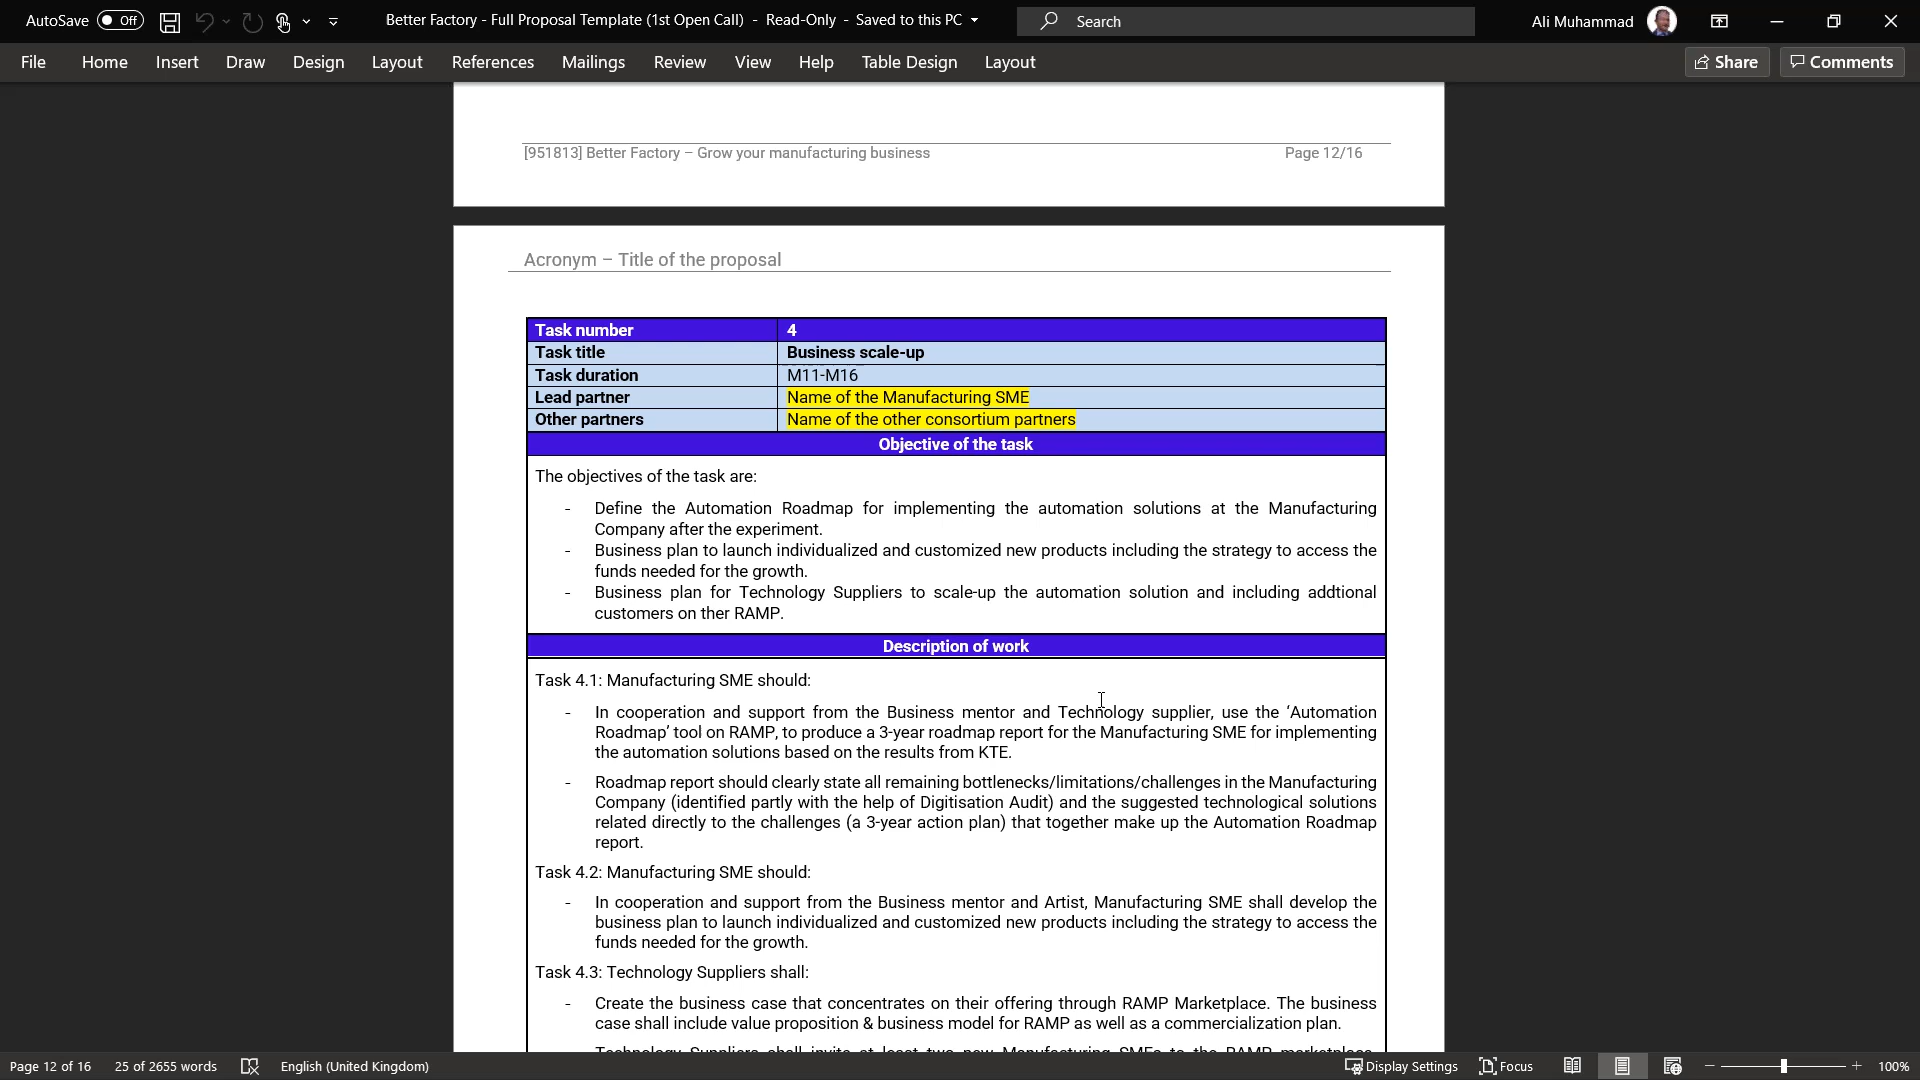 AutoSave Off Better Factory - Full Proposal Template (1st Open Call) - Read-Only - Saved to this PC Search Ali Muhammad
File Home Insert Draw Design Layout References Mailings Review View Help Table Design Layout Share Comments
[951813] Better Factory – Grow your manufacturing business Page 12/16
Acronym – Title of the proposal
Task number 4
Task title Business scale-up
Task duration M11-M16
Lead partner Name of the Manufacturing SME
Other partners Name of the other consortium partners
Objective of the task
The objectives of the task are:
- Define the Automation Roadmap for implementing the automation solutions at the Manufacturing
Company after the experiment.
- Business plan to launch individualized and customized new products including the strategy to access the
funds needed for the growth.
- Business plan for Technology Suppliers to scale-up the automation solution and including addtional
customers on ther RAMP.
Description of work
Task 4.1: Manufacturing SME should:
- In cooperation and support from the Business mentor and Technology supplier, use the ‘Automation
Roadmap’ tool on RAMP, to produce a 3-year roadmap report for the Manufacturing SME for implementing
the automation solutions based on the results from KTE.
- Roadmap report should clearly state all remaining bottlenecks/limitations/challenges in the Manufacturing
Company (identified partly with the help of Digitisation Audit) and the suggested technological solutions
related directly to the challenges (a 3-year action plan) that together make up the Automation Roadmap
report.
Task 4.2: Manufacturing SME should:
- In cooperation and support from the Business mentor and Artist, Manufacturing SME shall develop the
business plan to launch individualized and customized new products including the strategy to access the
funds needed for the growth.
Task 4.3: Technology Suppliers shall:
- Create the business case that concentrates on their offering through RAMP Marketplace. The business
case shall include value proposition & business model for RAMP as well as a commercialization plan.
Technology Suppliers shall invite at least two new Manufacturing SMEs to the RAMP marketplace.
Page 12 of 16 25 of 2655 words English (United Kingdom) Display Settings Focus 100%